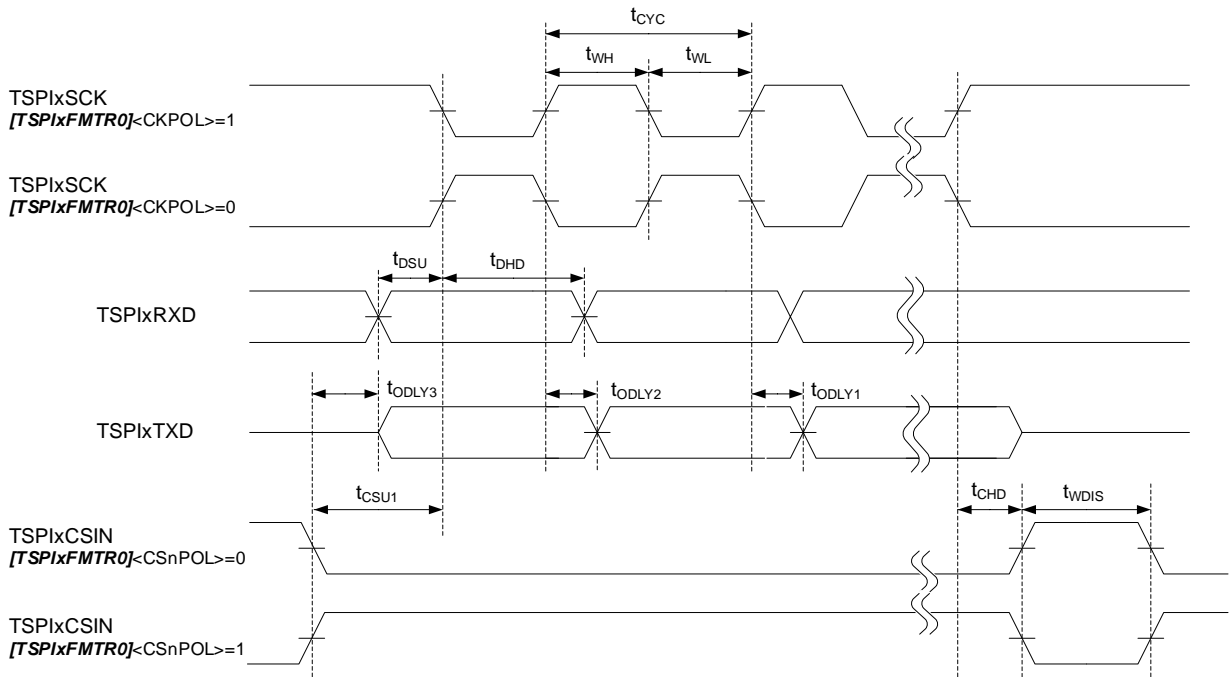 tCYC
tWH
tWL
TSPIxSCK
[TSPIxFMTR0]<CKPOL>=1
TSPIxSCK
[TSPIxFMTR0]<CKPOL>=0
tDSU
tDHD
TSPIxRXD
tODLY3
tODLY2
tODLY1
TSPIxTXD
tCSU1
tCHD
tWDIS
TSPIxCSIN
[TSPIxFMTR0]<CSnPOL>=0
TSPIxCSIN
[TSPIxFMTR0]<CSnPOL>=1